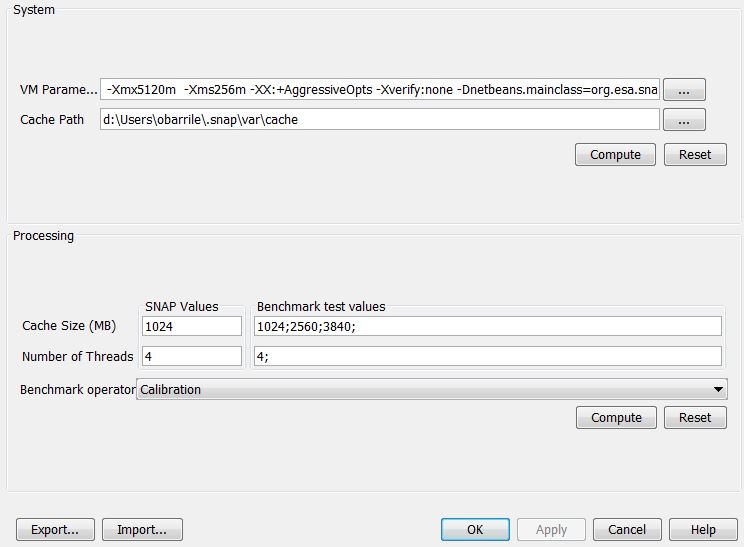 System
VM Parame... -Xmx5120m -Xms256m -XX:+AggressiveOpts -Xverify:none -Dnetbeans.mainclass=org.esa.sna ...
Cache Path d:\Users\obarrile\.snap\var\cache ...
Compute Reset
Processing
SNAP Values Benchmark test values
Cache Size (MB) 1024 1024;2560;3840;
Number of Threads 4 4;
Benchmark operator Calibration
Compute Reset
Export... Import... OK Apply Cancel Help